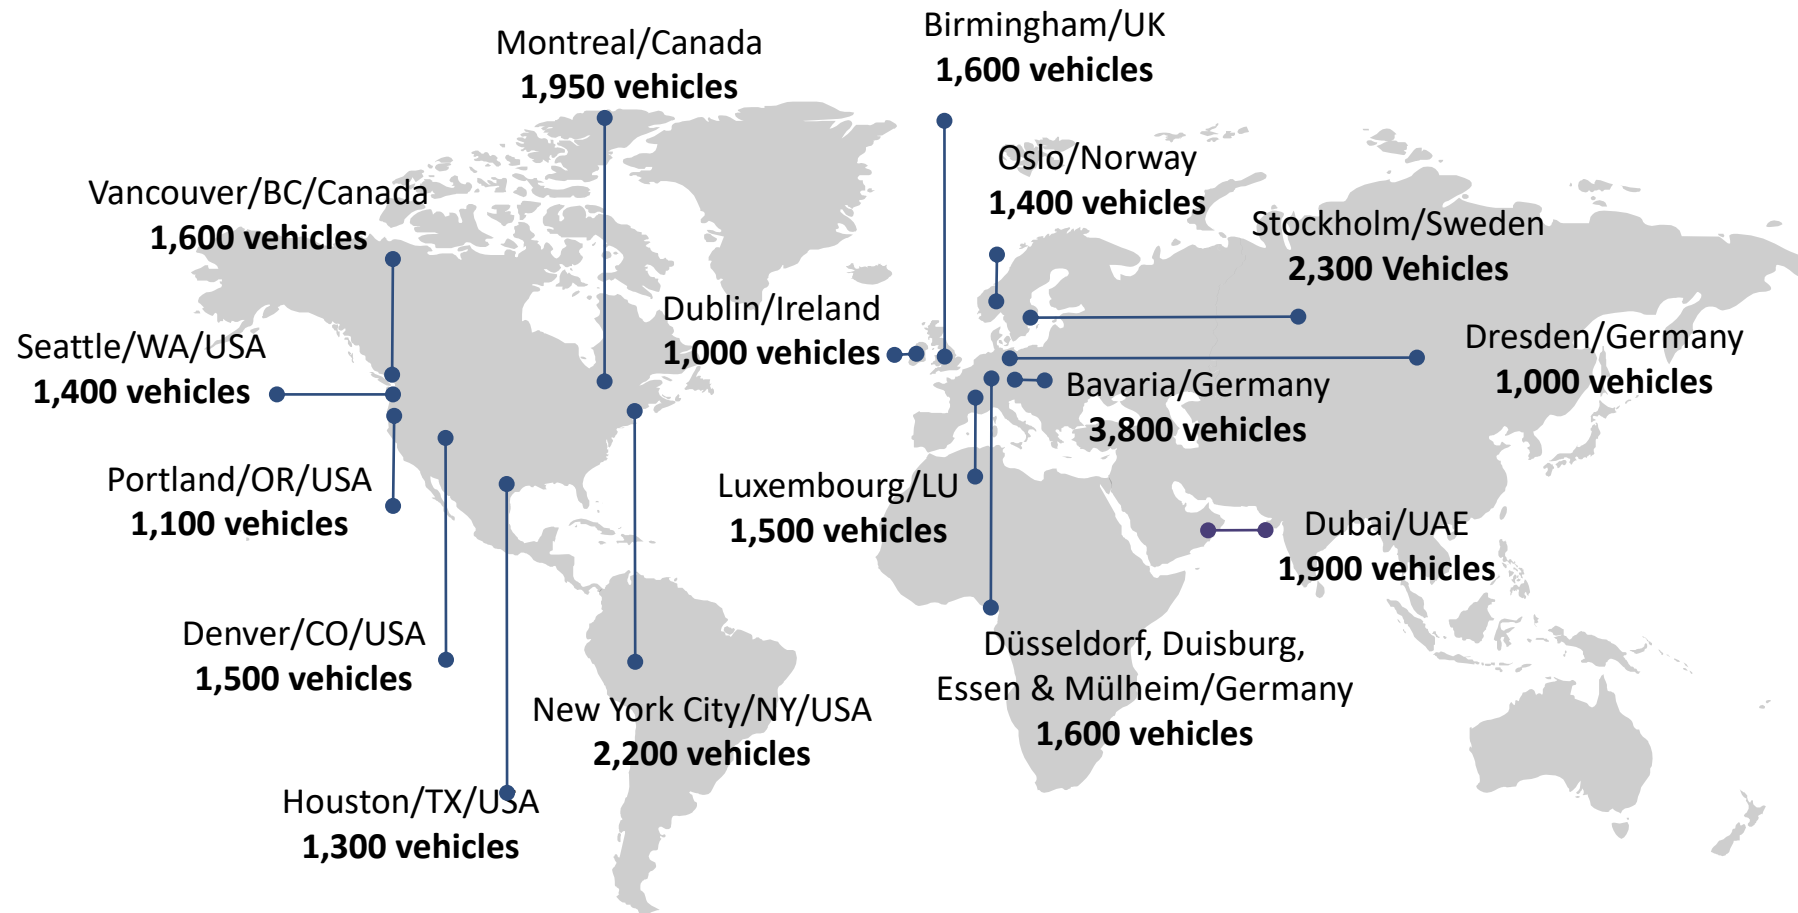 Montreal/Canada
1,950 vehicles
Birmingham/UK
1,600 vehicles
Oslo/Norway
1,400 vehicles
Vancouver/BC/Canada
1,600 vehicles
Stockholm/Sweden
2,300 Vehicles
Dublin/Ireland
1,000 vehicles
Seattle/WA/USA
1,400 vehicles
Dresden/Germany
1,000 vehicles
Bavaria/Germany
3,800 vehicles
Portland/OR/USA
1,100 vehicles
Luxembourg/LU
1,500 vehicles
Dubai/UAE
1,900 vehicles
Denver/CO/USA
1,500 vehicles
Düsseldorf, Duisburg,
Essen & Mülheim/Germany
1,600 vehicles
New York City/NY/USA
2,200 vehicles
Houston/TX/USA
1,300 vehicles